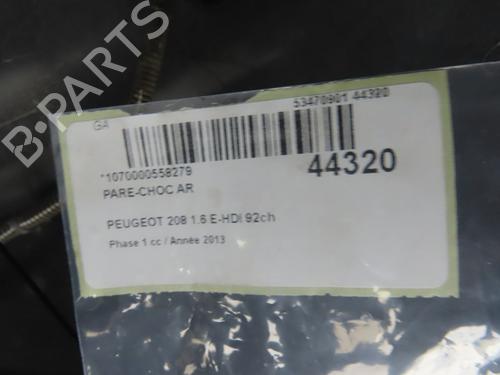 B-PARTS
GA
53470901 44320
*1070000558279
44320
PARE-CHOC AR
PEUGEOT 208 1.6 E-HDI 92ch
Phase 1 cc / Année 2013